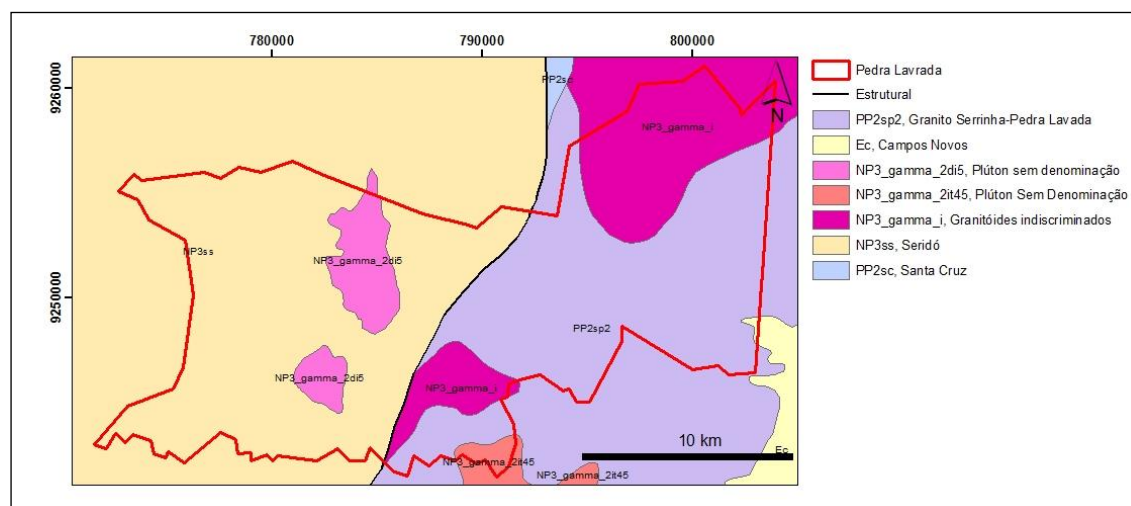 780000
790000
800000
9260000
9250000
PP2sc
NP3_gamma_i
N
NP3ss
NP3_gamma_2di5
NP3_gamma_2di5
PP2sp2
NP3_gamma_i
NP3_gamma_2it45
NP3_gamma_2it45
10 km
Ec
Pedra Lavrada
Estrutural
PP2sp2, Granito Serrinha-Pedra Lavada
Ec, Campos Novos
NP3_gamma_2di5, Plúton sem denominação
NP3_gamma_2it45, Plúton Sem Denominação
NP3_gamma_i, Granitóides indiscriminados
NP3ss, Seridó
PP2sc, Santa Cruz